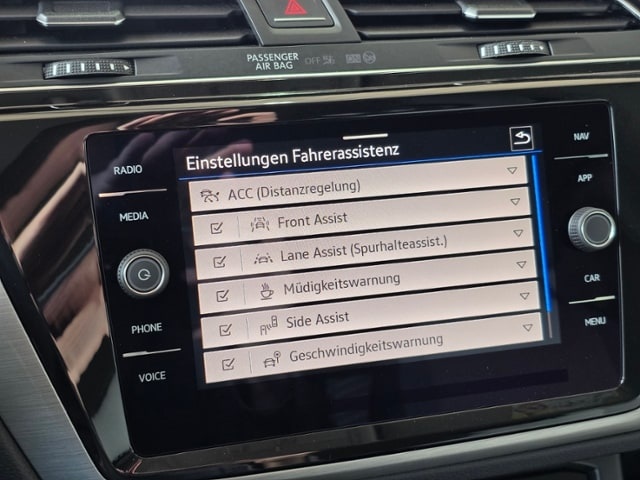 PASSENGER
AIR BAG
OFF
ON
RADIO
MEDIA
PHONE
VOICE
Einstellungen Fahrerassistenz
ACC (Distanzregelung)
Front Assist
Lane Assist (Spurhalteassist.)
Müdigkeitswarnung
Side Assist
Geschwindigkeitswarnung
NAV
APP
CAR
MENU